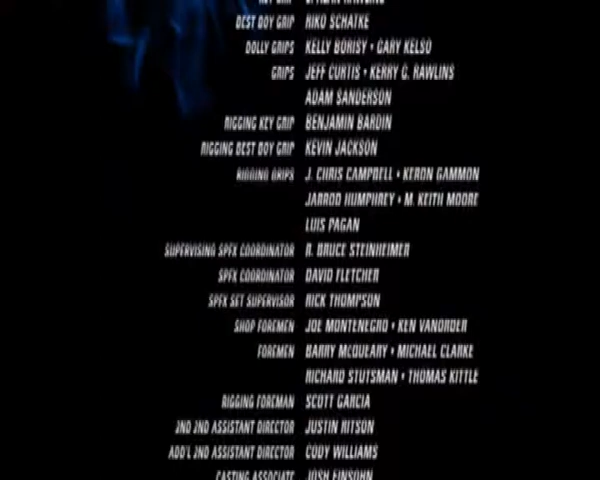 BEST BOY GRIP RIKO SCHATKE
DOLLY GRIPS KELLY BORISY • GARY KELSO
GRIPS JEFF CURTIS • KERRY G. RAWLINS
ADAM SANDERSON
RIGGING KEY GRIP BENJAMIN BARDIN
RIGGING BEST BOY GRIP KEVIN JACKSON
RIGGING GRIPS J. CHRIS CAMPBELL • KERON GAMMON
JARROD HUMPHREY • M. KEITH MOORE
LUIS PAGAN
SUPERVISING SPFX COORDINATOR R. BRUCE STEINHEIMER
SPFX COORDINATOR DAVID FLETCHER
SPFX SET SUPERVISOR RICK THOMPSON
SHOP FOREMEN JOE MONTENEGRO • KEN VANORDER
FOREMEN BARRY MCQUEARY • MICHAEL CLARKE
RICHARD STUTSMAN • THOMAS KITTLE
RIGGING FOREMAN SCOTT GARCIA
2ND 2ND ASSISTANT DIRECTOR JUSTIN RITSON
ADD'L 2ND ASSISTANT DIRECTOR CODY WILLIAMS
CASTING ASSOCIATE JOSH EINSOHN